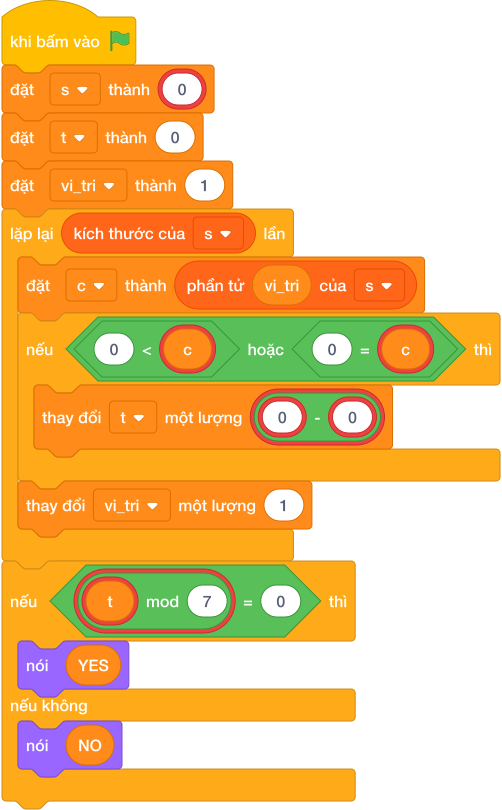 khi bấm vào
đặt s thành 0
đặt t thành 0
đặt vi_tri thành 1
lặp lại kích thước của s lần
đặt c thành phần tử vi_tri của s
nếu 0 < c hoặc 0 = c thì
thay đổi t một lượng 0 - 0
thay đổi vi_tri một lượng 1
nếu t mod 7 = 0 thì
nói YES
nếu không
nói NO